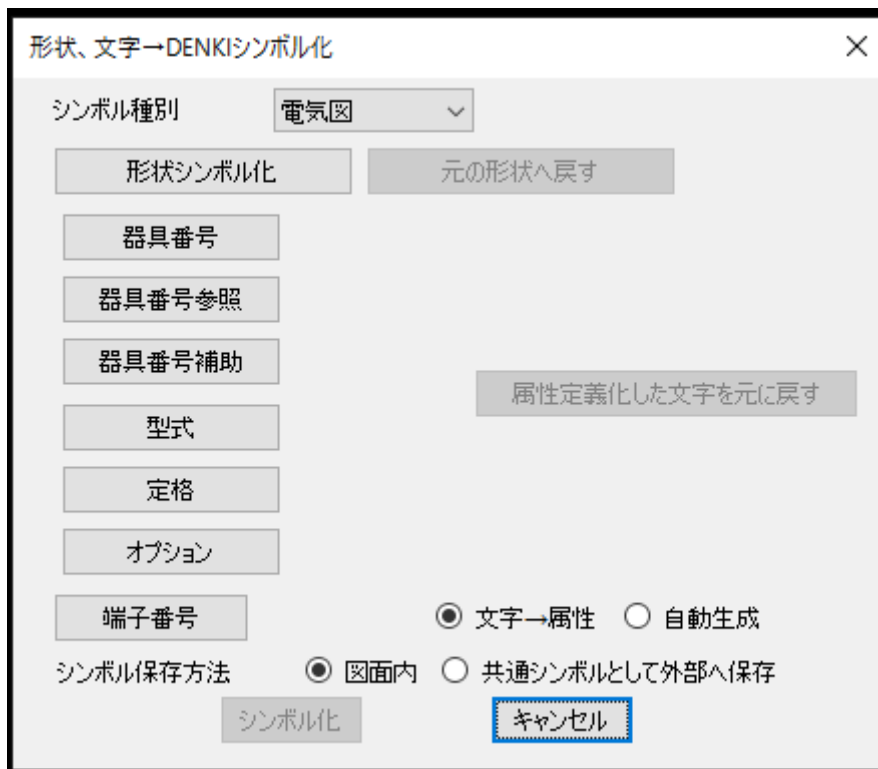 形状、文字→DENKIシンボル化
シンボル種別 電気図
形状シンボル化 元の形状へ戻す
器具番号
器具番号参照
器具番号補助
属性定義化した文字を元に戻す
型式
定格
オプション
端子番号 文字→属性 自動生成
シンボル保存方法 図面内 共通シンボルとして外部へ保存
シンボル化 キャンセル